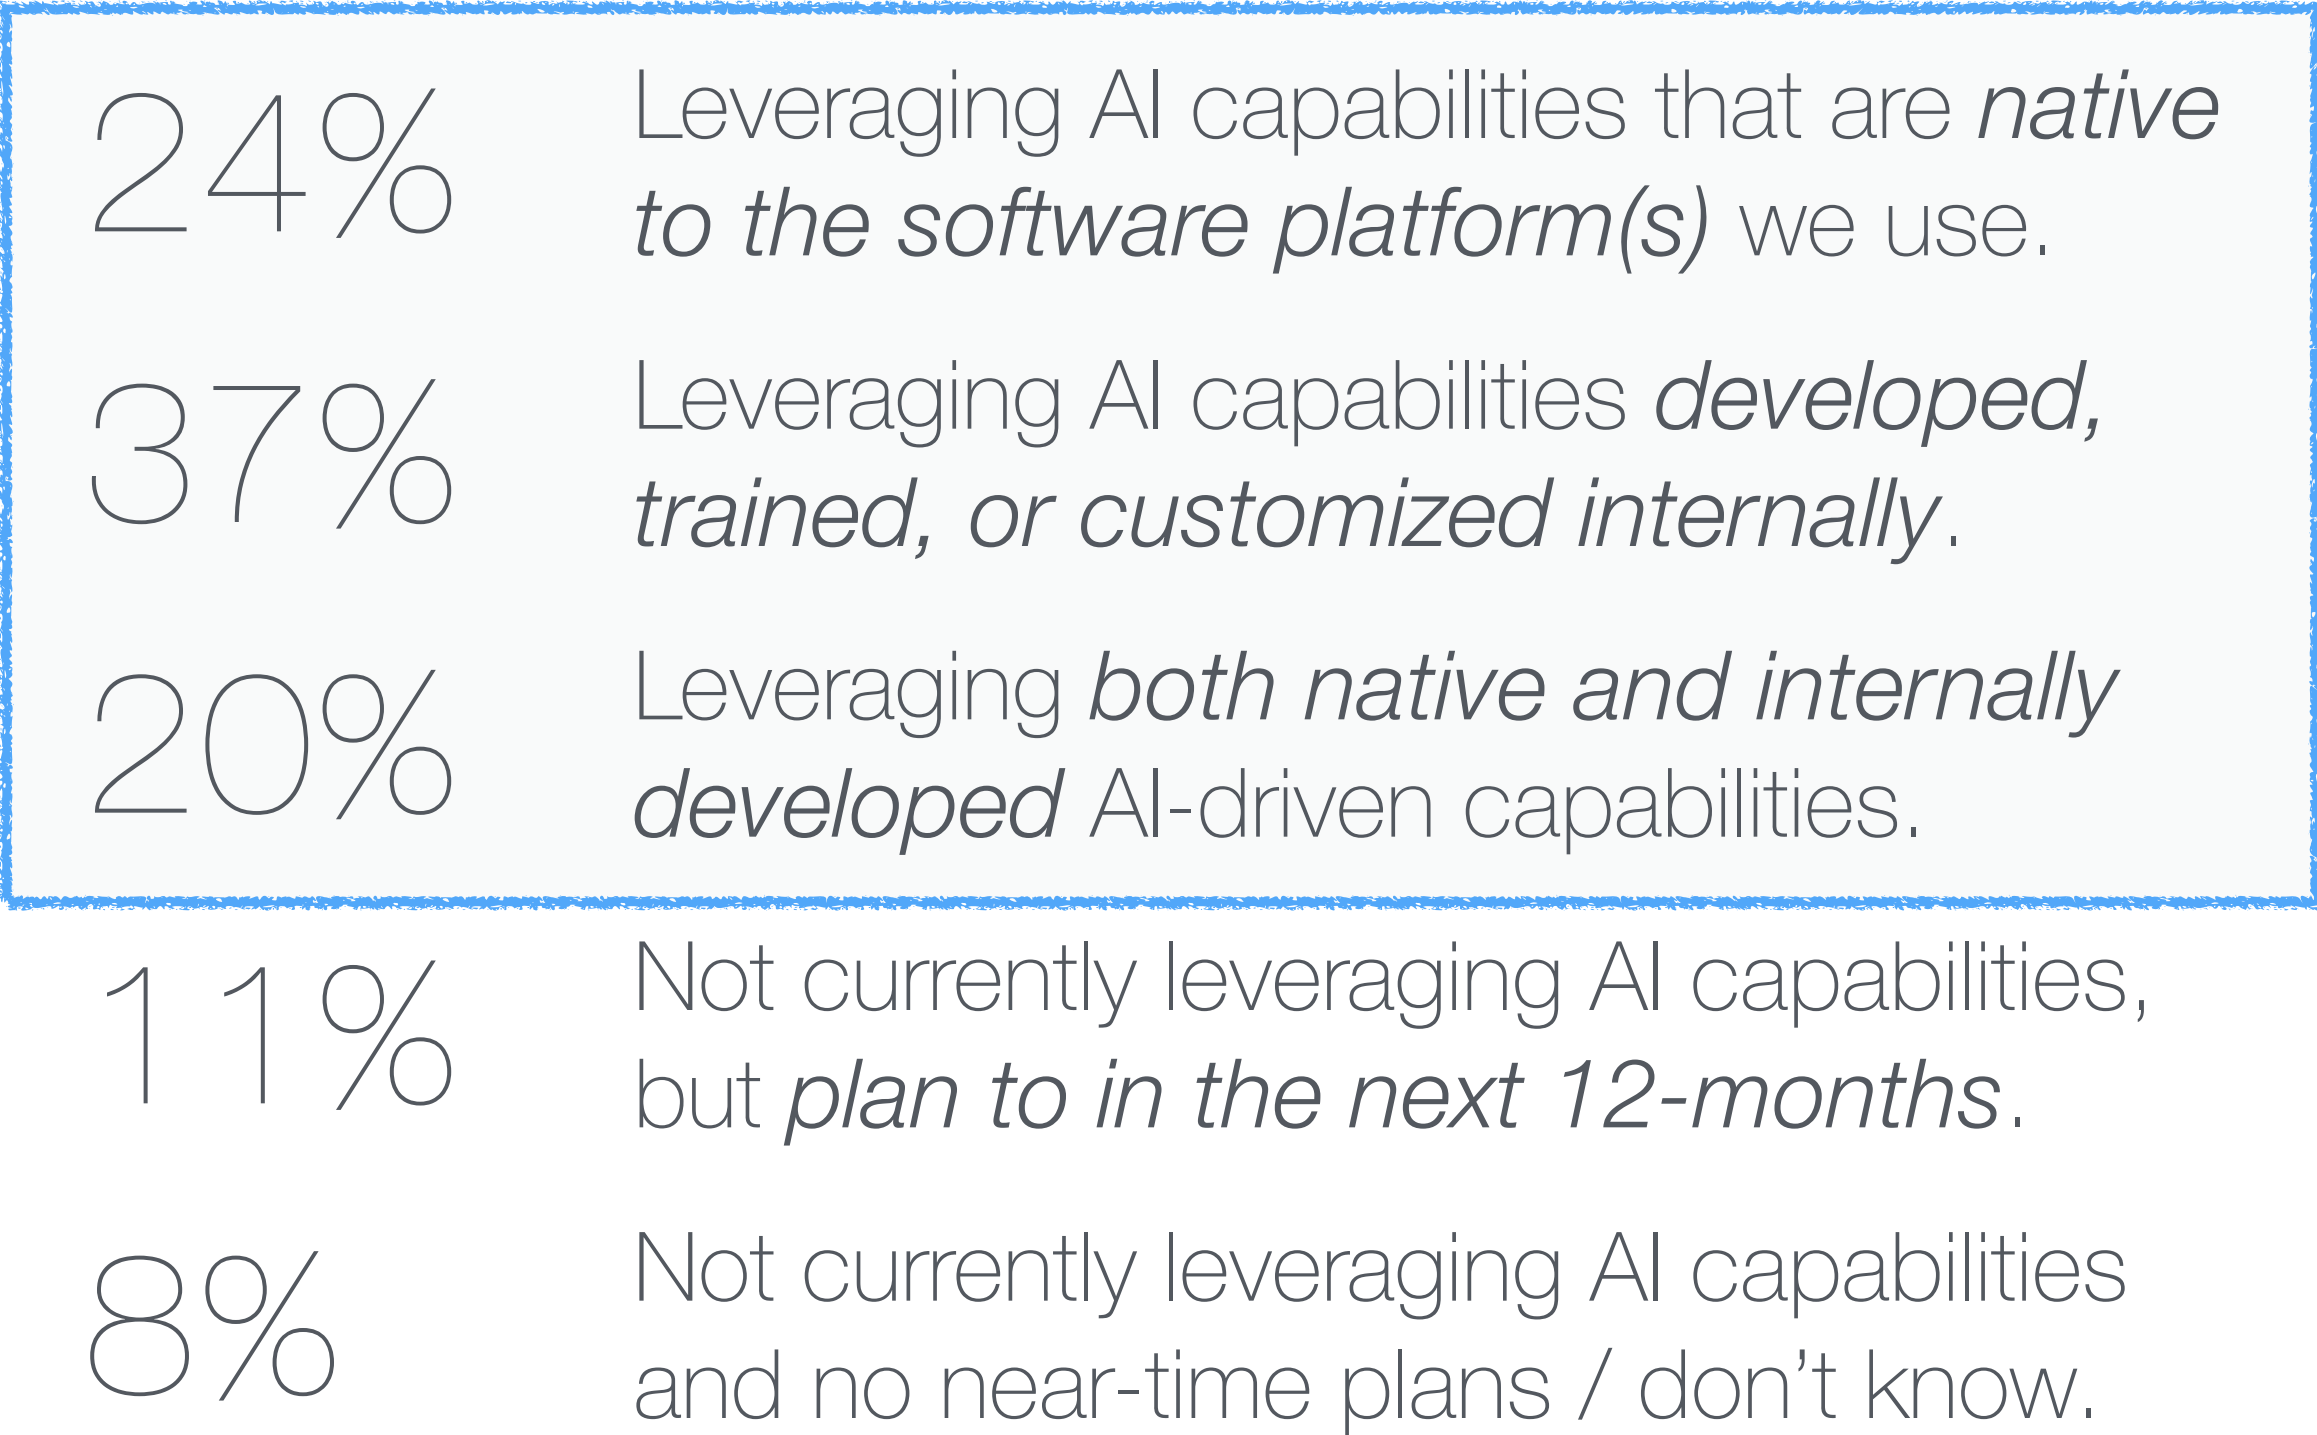 24%
Leveraging AI capabilities that are native
to the software platform(s) we use.
37%
Leveraging AI capabilities developed,
trained, or customized internally.
20%
Leveraging both native and internally
developed AI-driven capabilities.
11%
Not currently leveraging AI capabilities,
but plan to in the next 12-months.
8%
Not currently leveraging AI capabilities
and no near-time plans / don’t know.